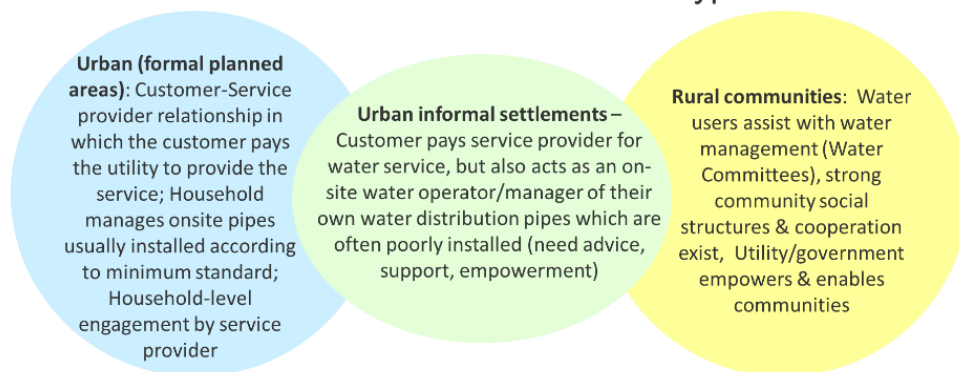 Urban (formal planned
areas): Customer-Service
provider relationship in
which the customer pays
the utility to provide the
service; Household
manages onsite pipes
usually installed according
to minimum standard;
Household-level
engagement by service
provider
Urban informal settlements –
Customer pays service provider for
water service, but also acts as an on-
site water operator/manager of their
own water distribution pipes which are
often poorly installed (need advice,
support, empowerment)
Rural communities: Water
users assist with water
management (Water
Committees), strong
community social
structures & cooperation
exist, Utility/government
empowers & enables
communities